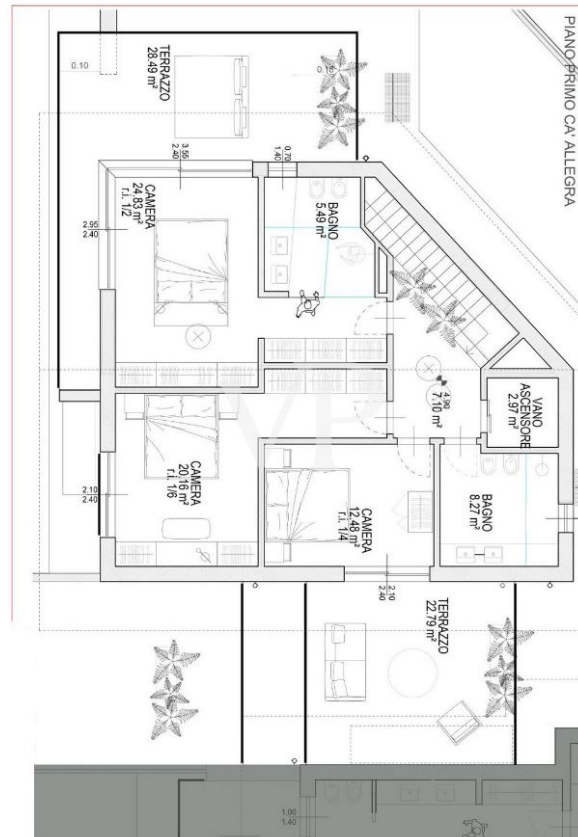 PIANO PRIMO CA' ALLEGRA
TERRAZZO
28.49 m²
0.10
0.10
3.55
2.40
0.70
1.40
CAMERA
24.83 m²
r.i. 1/2
BAGNO
5.49 m²
2.95
2.40
4.90
7.10 m²
VANO
ASCENSORE
2.97 m²
VP
CAMERA
20.16 m²
r.i. 1/6
CAMERA
12.48 m²
r.i. 1/4
BAGNO
8.27 m²
2.10
2.40
2.10
2.40
TERRAZZO
22.79 m²
1.00
1.40